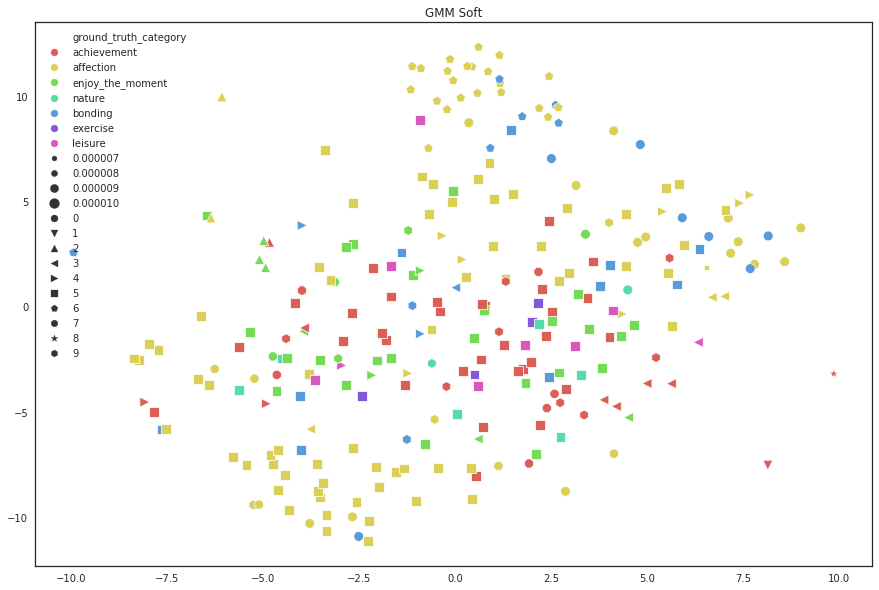 GMM Soft
ground_truth_category
achievement
affection
enjoy_the_moment
nature
bonding
exercise
leisure
0.000007
0.000008
0.000009
0.000010
0
1
2
3
4
5
6
7
8
9
10
5
0
−5
−10
−10.0 −7.5 −5.0 −2.5 0.0 2.5 5.0 7.5 10.0